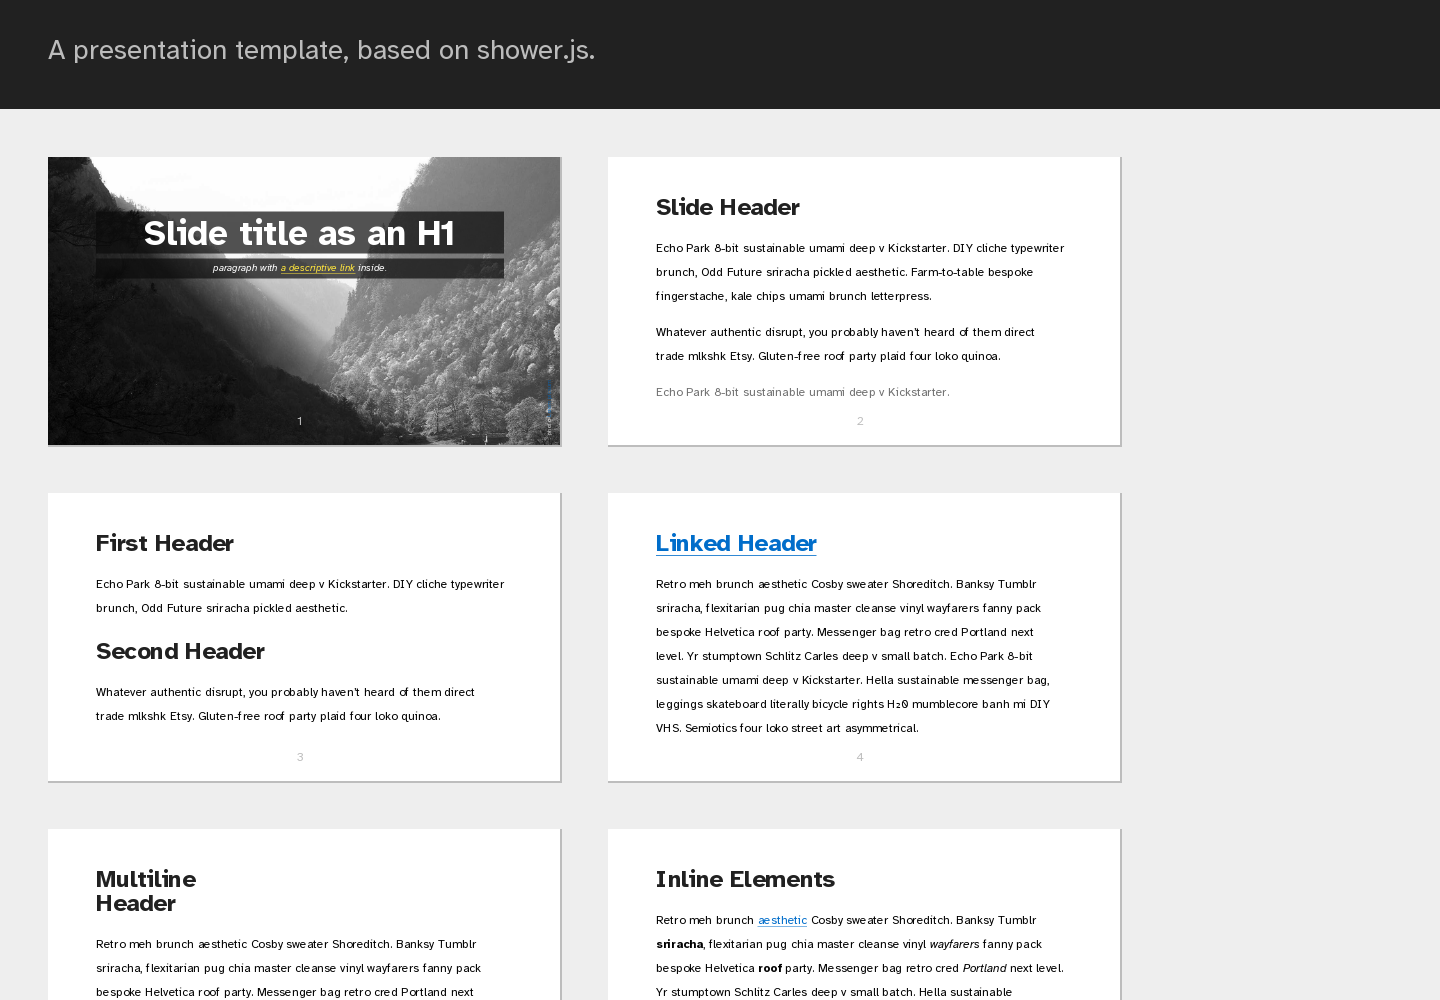 A presentation template, based on shower.js.
Slide title as an H1
paragraph with a descriptive link inside.
1
Slide Header
Echo Park 8-bit sustainable umami deep v Kickstarter. DIY cliche typewriter
brunch, Odd Future sriracha pickled aesthetic. Farm-to-table bespoke
fingerstache, kale chips umami brunch letterpress.
Whatever authentic disrupt, you probably haven't heard of them direct
trade mlkshk Etsy. Gluten-free roof party plaid four loko quinoa.
Echo Park 8-bit sustainable umami deep v Kickstarter.
2
First Header
Echo Park 8-bit sustainable umami deep v Kickstarter. DIY cliche typewriter
brunch, Odd Future sriracha pickled aesthetic.
Second Header
Whatever authentic disrupt, you probably haven't heard of them direct
trade mlkshk Etsy. Gluten-free roof party plaid four loko quinoa.
3
Linked Header
Retro meh brunch aesthetic Cosby sweater Shoreditch. Banksy Tumblr
sriracha, flexitarian pug chia master cleanse vinyl wayfarers fanny pack
bespoke Helvetica roof party. Messenger bag retro cred Portland next
level. Yr stumptown Schlitz Carles deep v small batch. Echo Park 8-bit
sustainable umami deep v Kickstarter. Hella sustainable messenger bag,
leggings skateboard literally bicycle rights H₂0 mumblecore banh mi DIY
VHS. Semiotics four loko street art asymmetrical.
4
Multiline
Header
Retro meh brunch aesthetic Cosby sweater Shoreditch. Banksy Tumblr
sriracha, flexitarian pug chia master cleanse vinyl wayfarers fanny pack
bespoke Helvetica roof party. Messenger bag retro cred Portland next
Inline Elements
Retro meh brunch aesthetic Cosby sweater Shoreditch. Banksy Tumblr
sriracha, flexitarian pug chia master cleanse vinyl wayfarers fanny pack
bespoke Helvetica roof party. Messenger bag retro cred Portland next level.
Yr stumptown Schlitz Carles deep v small batch. Hella sustainable